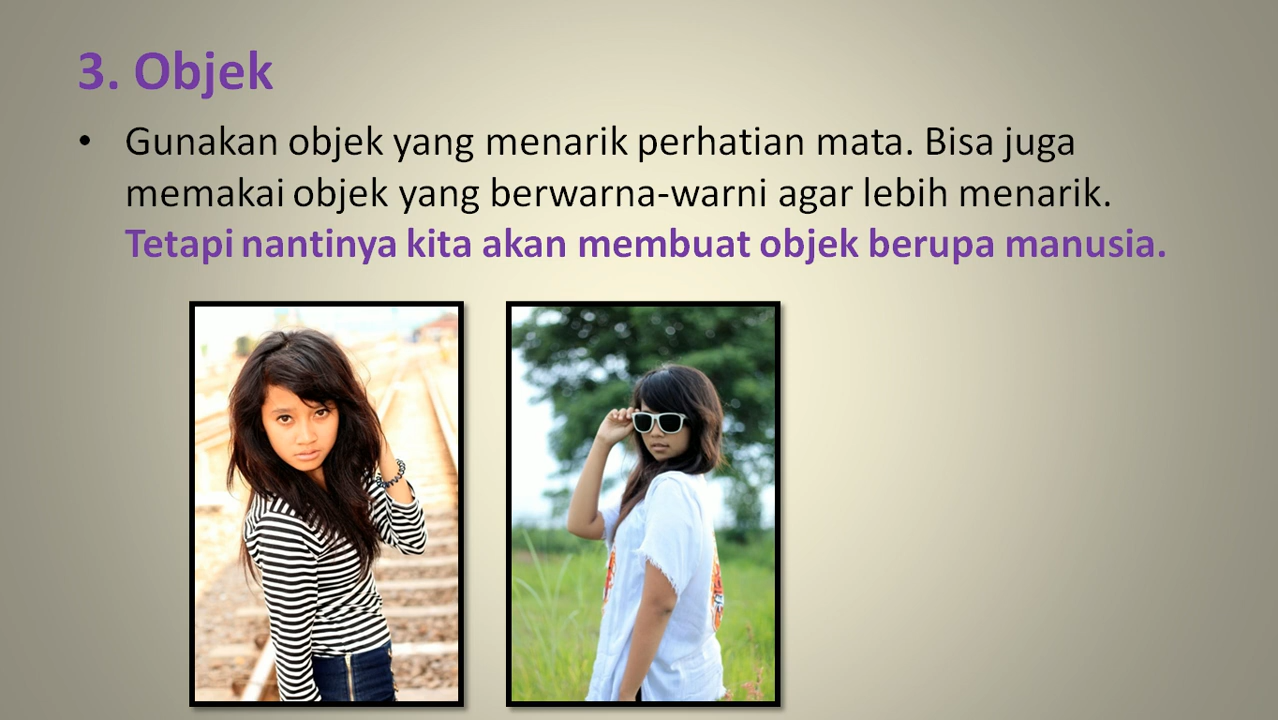 3. Objek
• Gunakan objek yang menarik perhatian mata. Bisa juga
memakai objek yang berwarna-warni agar lebih menarik.
Tetapi nantinya kita akan membuat objek berupa manusia.